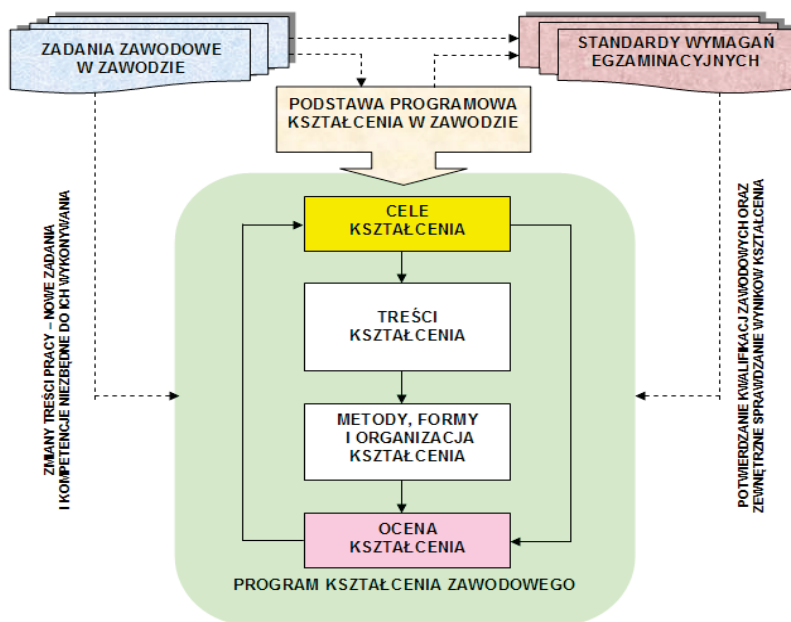 ZADANIA ZAWODOWE
W ZAWODZIE
STANDARDY WYMAGAŃ
EGZAMINACYJNYCH
PODSTAWA PROGRAMOWA
KSZTAŁCENIA W ZAWODZIE
CELE
KSZTAŁCENIA
TREŚCI
KSZTAŁCENIA
METODY, FORMY
I ORGANIZACJA
KSZTAŁCENIA
OCENA
KSZTAŁCENIA
PROGRAM KSZTAŁCENIA ZAWODOWEGO
ZMIANY TREŚCI PRACY – NOWE ZADANIA
I KOMPETENCJE NIEZBĘDNE DO ICH WYKONYWANIA
POTWIERDZANIE KWALIFIKACJI ZAWODOWYCH ORAZ
ZEWNĘTRZNE SPRAWDZANIE WYNIKÓW KSZTAŁCENIA